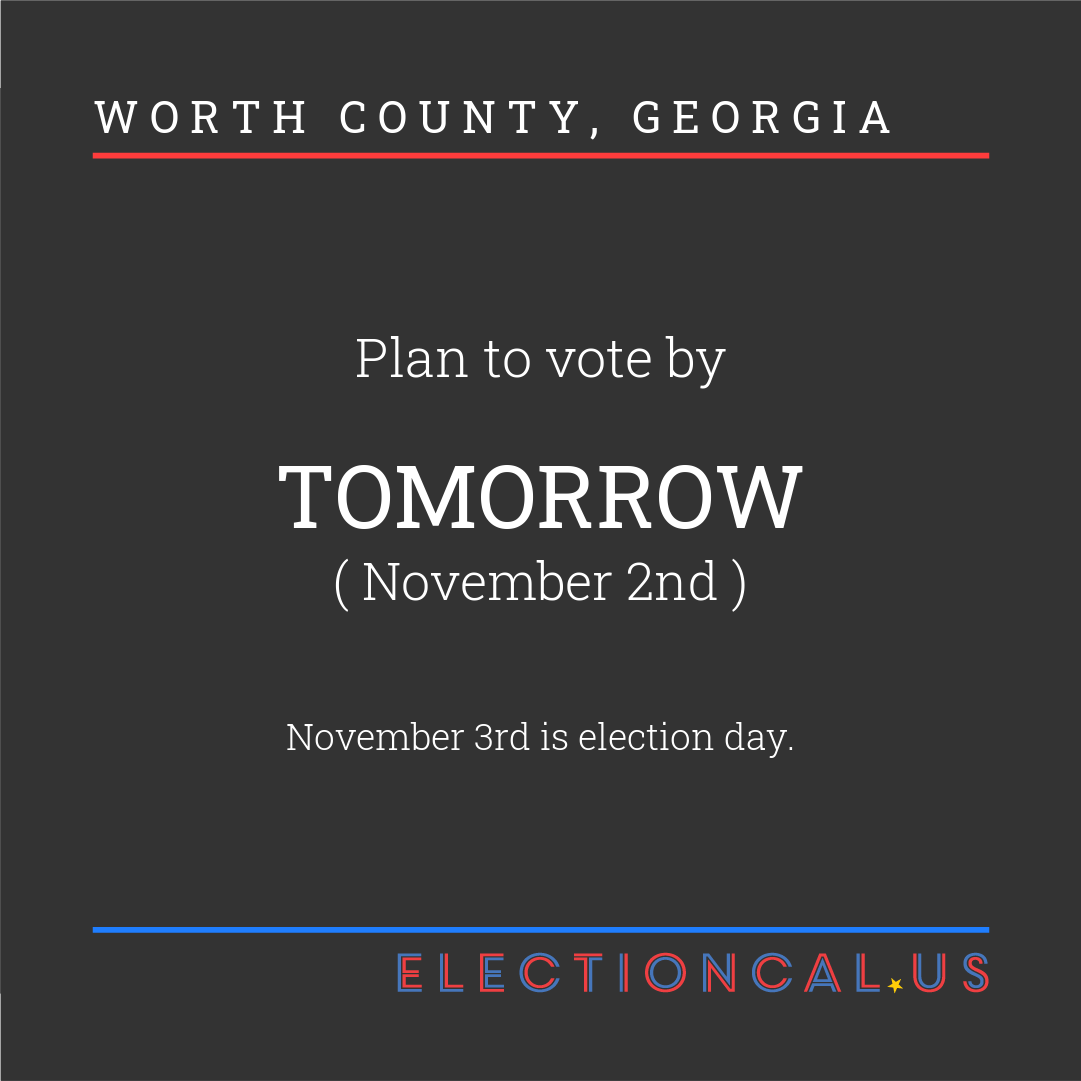 WORTH COUNTY, GEORGIA
Plan to vote by
TOMORROW
( November 2nd )
November 3rd is election day.
ELECTIONCAL.US